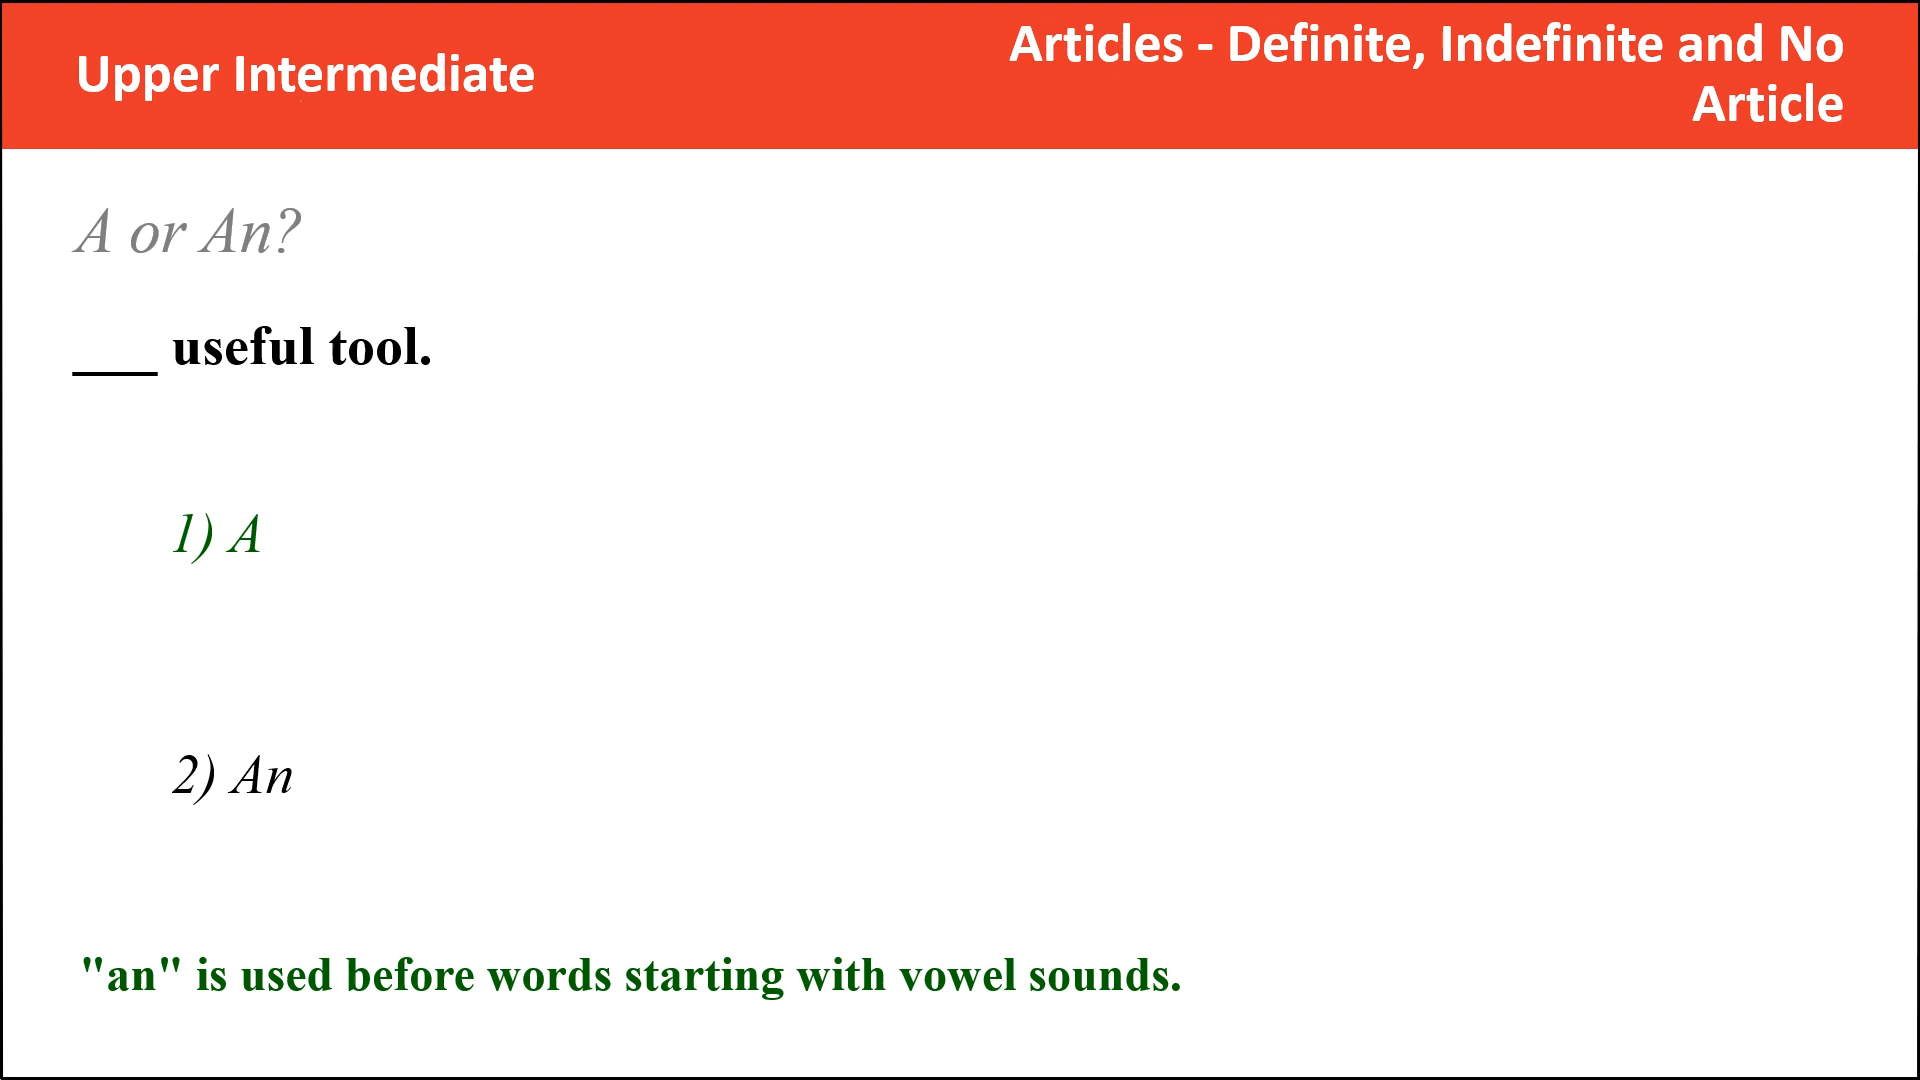 Upper Intermediate
Articles - Definite, Indefinite and No
Article
A or An?
___ useful tool.
1) A
2) An
"an" is used before words starting with vowel sounds.